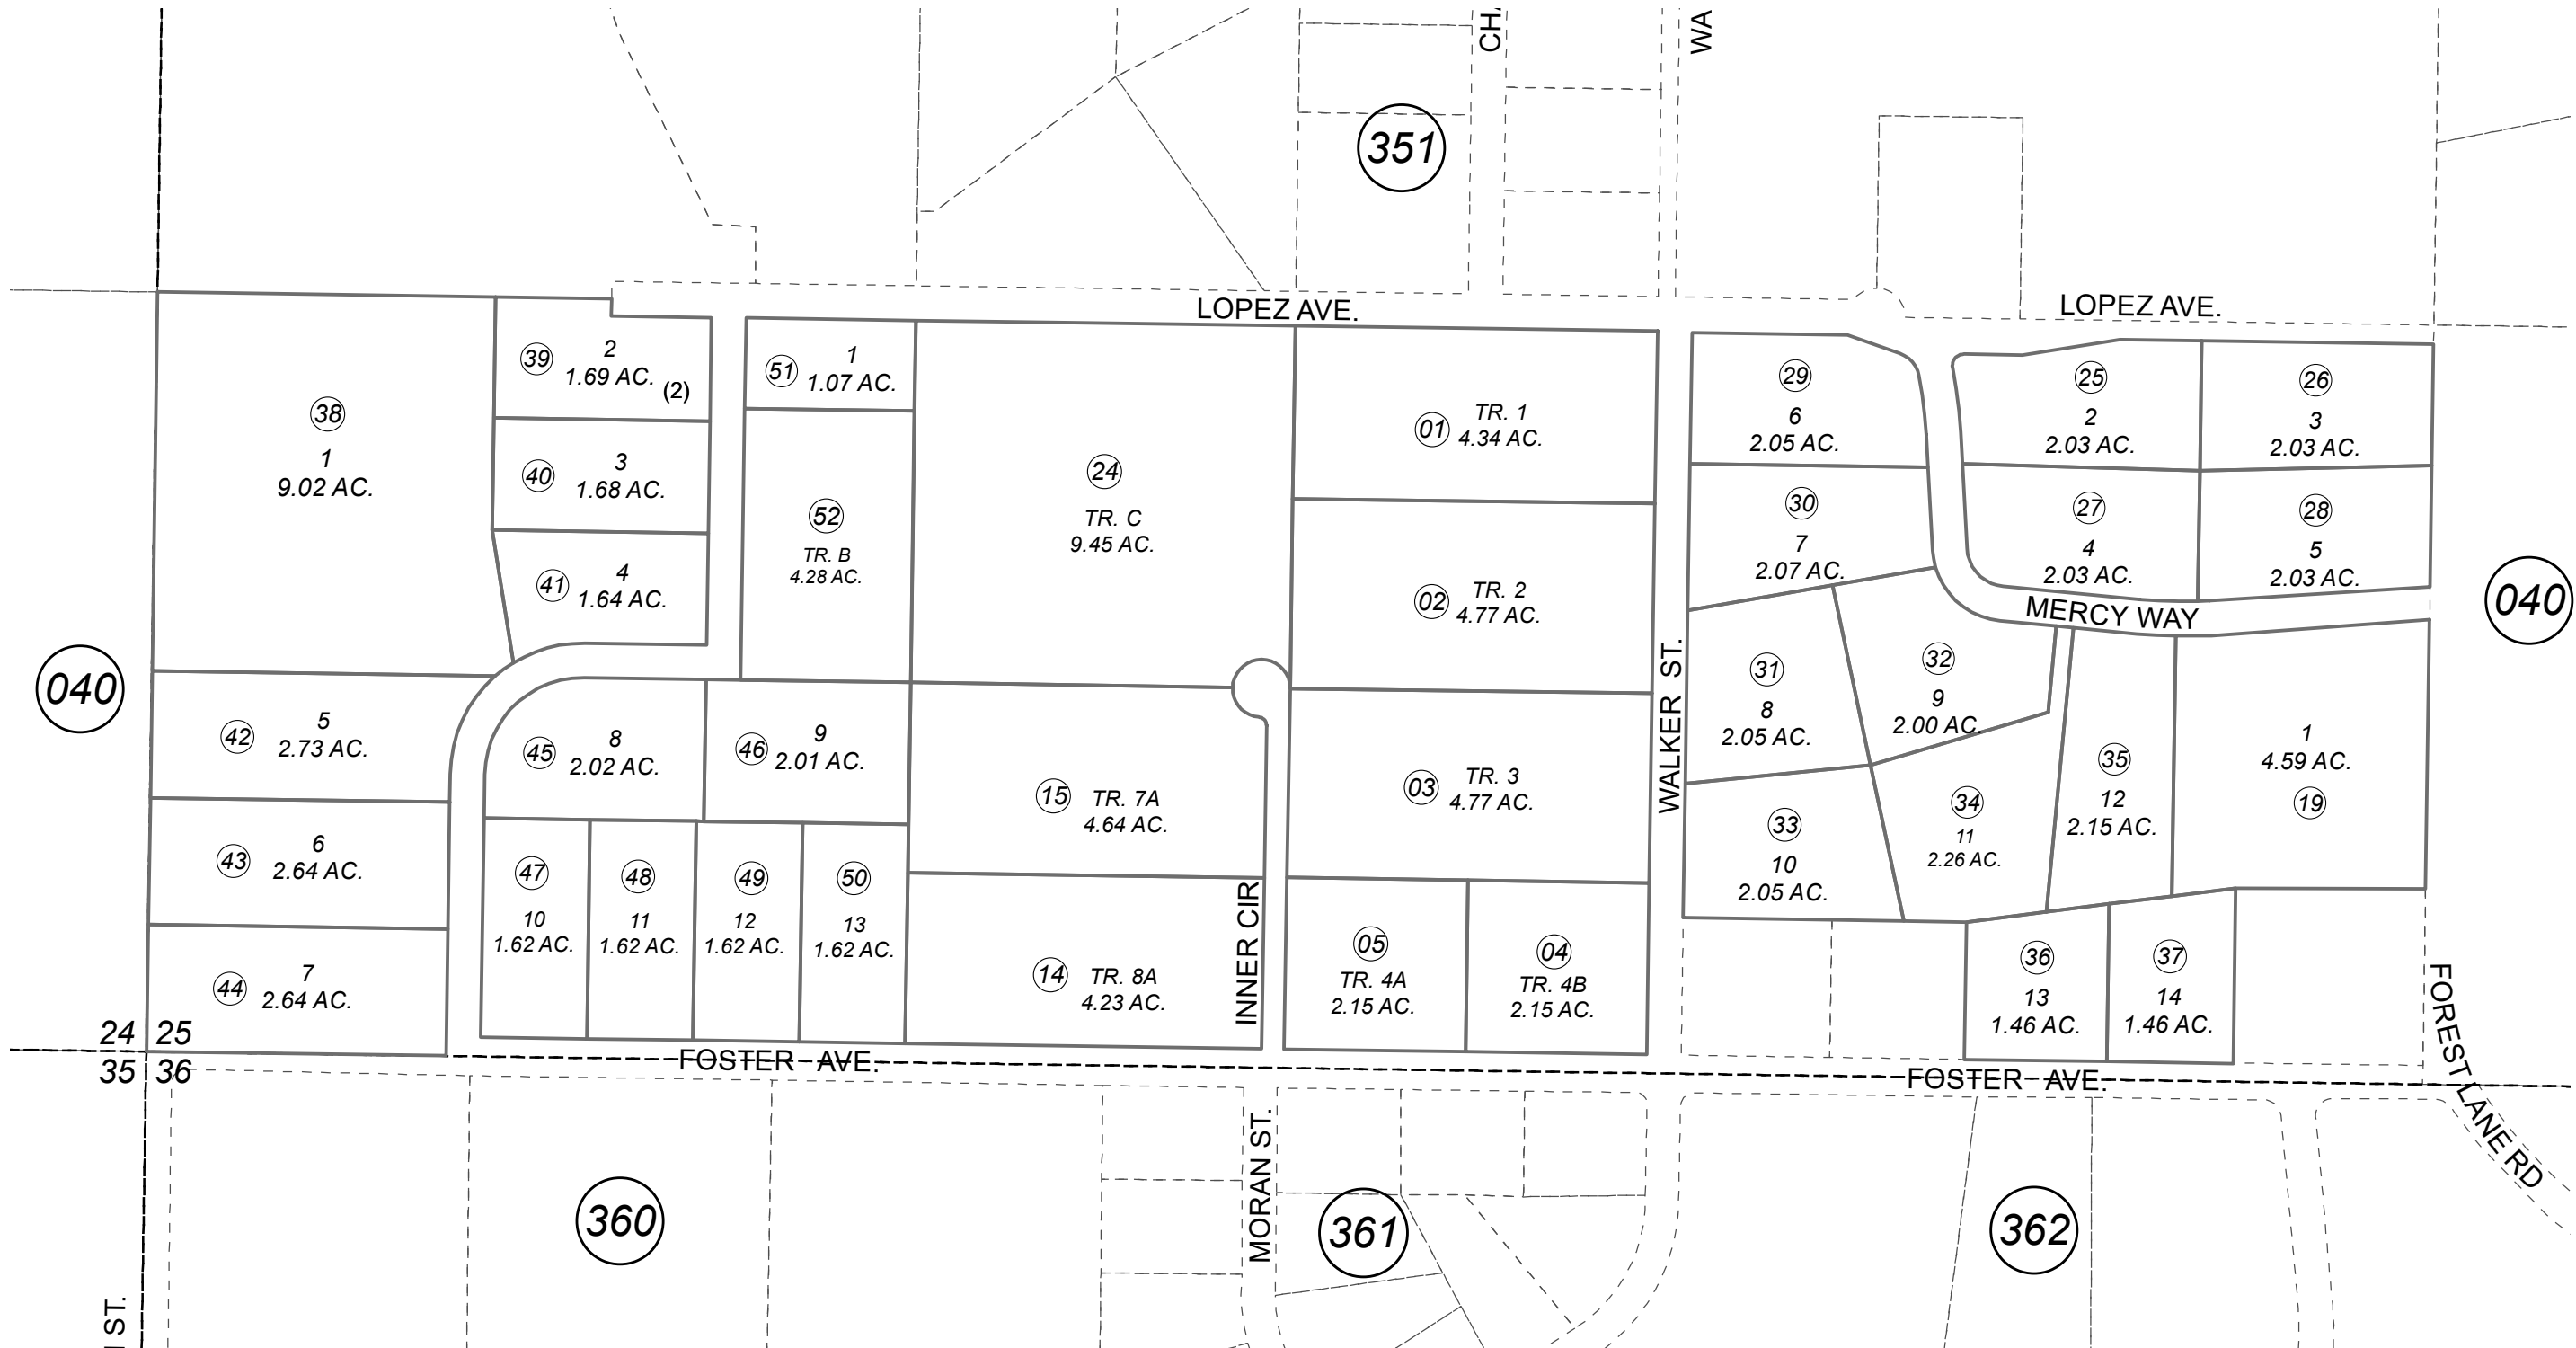 CH
WA
351
LOPEZ AVE.
LOPEZ AVE.
39
2
1.69 AC.
(2)
38
1
9.02 AC.
40
3
1.68 AC.
41
4
1.64 AC.
51
1
1.07 AC.
52
TR. B
4.28 AC.
24
TR. C
9.45 AC.
01
TR. 1
4.34 AC.
02
TR. 2
4.77 AC.
29
6
2.05 AC.
25
2
2.03 AC.
26
3
2.03 AC.
30
7
2.07 AC.
27
4
2.03 AC.
28
5
2.03 AC.
MERCY WAY
040
040
WALKER ST.
31
8
2.05 AC.
32
9
2.00 AC.
42
5
2.73 AC.
45
8
2.02 AC.
46
9
2.01 AC.
15
TR. 7A
4.64 AC.
03
TR. 3
4.77 AC.
35
12
2.15 AC.
1
4.59 AC.
19
43
6
2.64 AC.
33
10
2.05 AC.
34
11
2.26 AC.
47
10
1.62 AC.
48
11
1.62 AC.
49
12
1.62 AC.
50
13
1.62 AC.
44
7
2.64 AC.
14
TR. 8A
4.23 AC.
INNER CIR
05
TR. 4A
2.15 AC.
04
TR. 4B
2.15 AC.
36
13
1.46 AC.
37
14
1.46 AC.
FOREST LANE RD
24 25
35 36
FOSTER AVE.
FOSTER AVE.
MORAN ST.
360
361
362
ST.